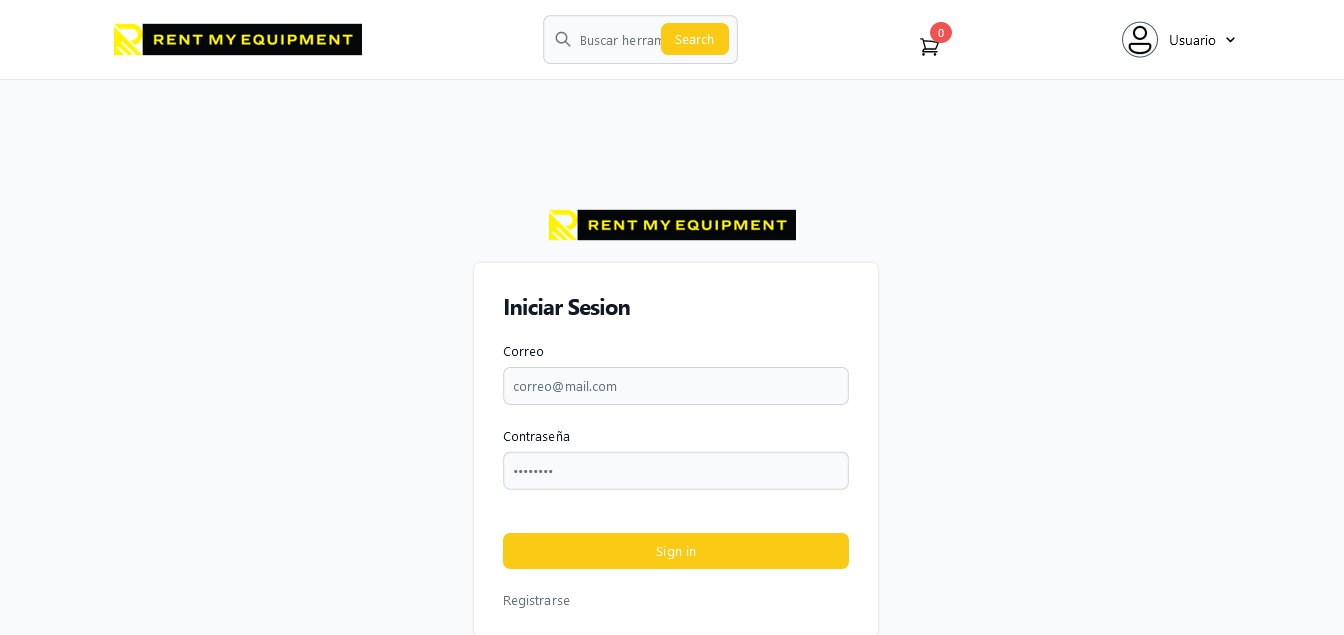 RENT MY EQUIPMENT
Buscar herram
Search
0
Usuario
RENT MY EQUIPMENT
Iniciar Sesion
Correo
correo@mail.com
Contraseña
••••••••
Sign in
Registrarse